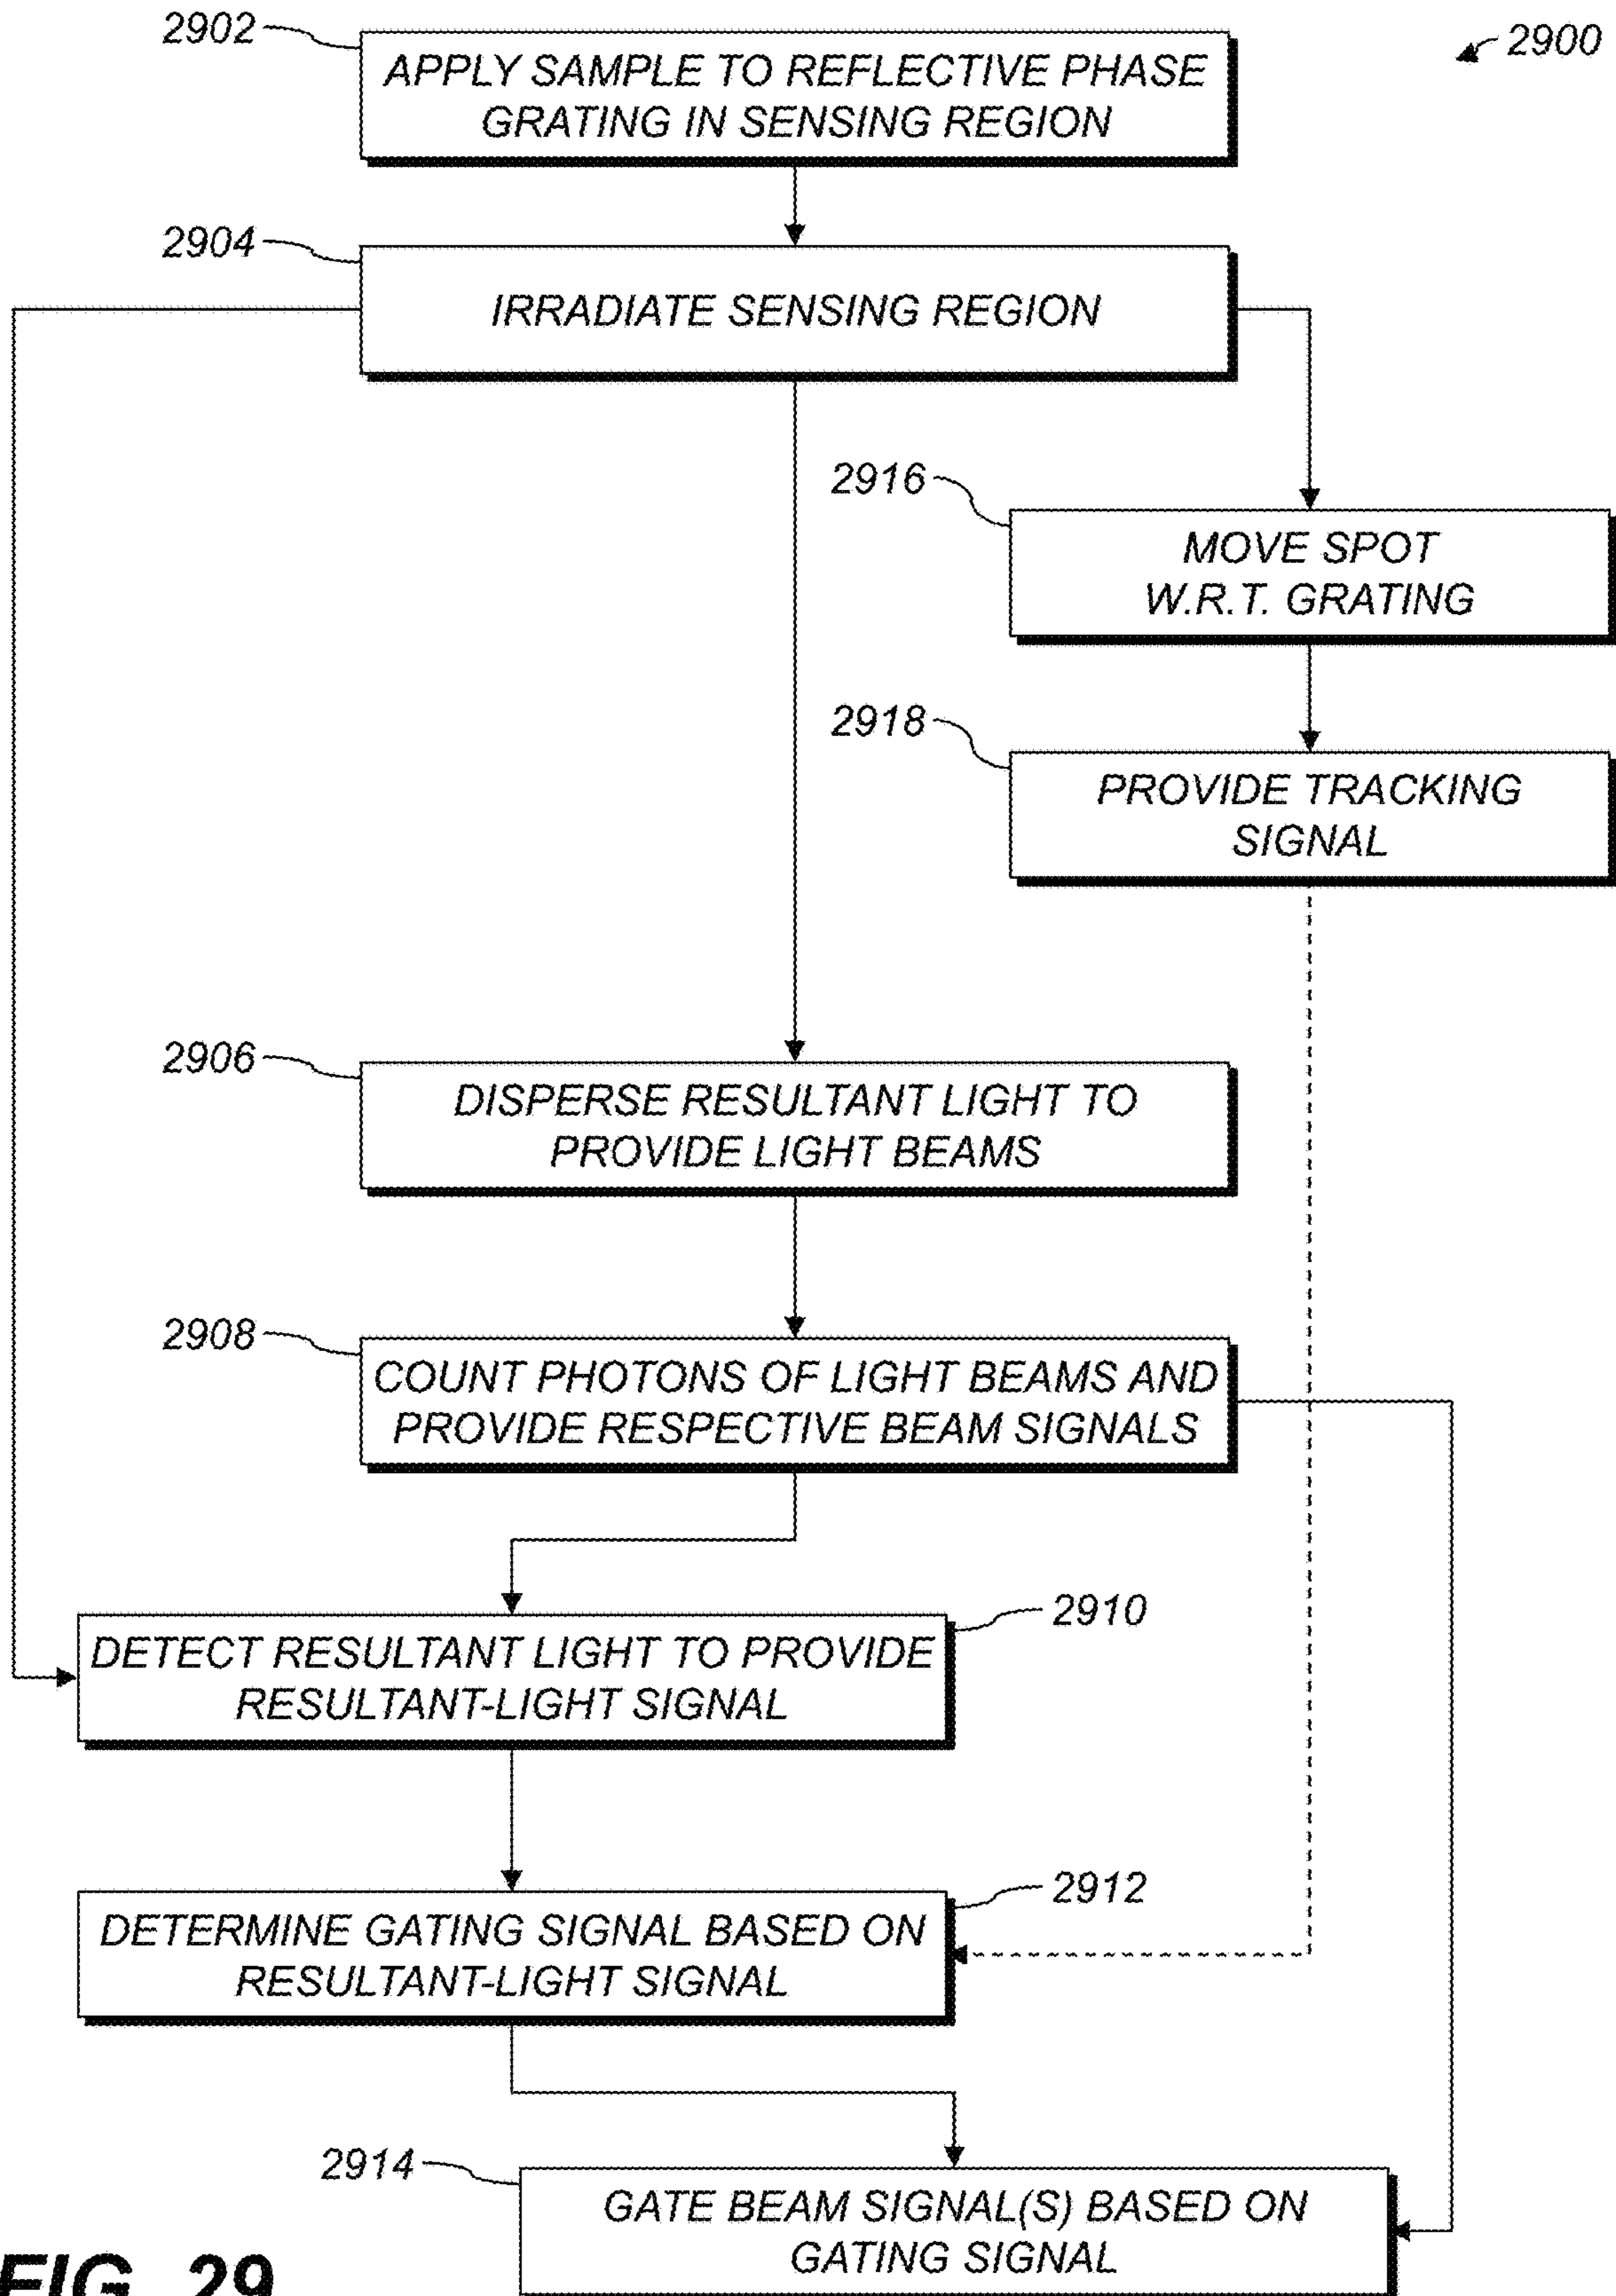 2902
2900
APPLY SAMPLE TO REFLECTIVE PHASE
GRATING IN SENSING REGION
2904
IRRADIATE SENSING REGION
2916
MOVE SPOT
W.R.T. GRATING
2918
PROVIDE TRACKING
SIGNAL
2906
DISPERSE RESULTANT LIGHT TO
PROVIDE LIGHT BEAMS
2908
COUNT PHOTONS OF LIGHT BEAMS AND
PROVIDE RESPECTIVE BEAM SIGNALS
2910
DETECT RESULTANT LIGHT TO PROVIDE
RESULTANT-LIGHT SIGNAL
2912
DETERMINE GATING SIGNAL BASED ON
RESULTANT-LIGHT SIGNAL
2914
GATE BEAM SIGNAL(S) BASED ON
GATING SIGNAL
FIG. 29